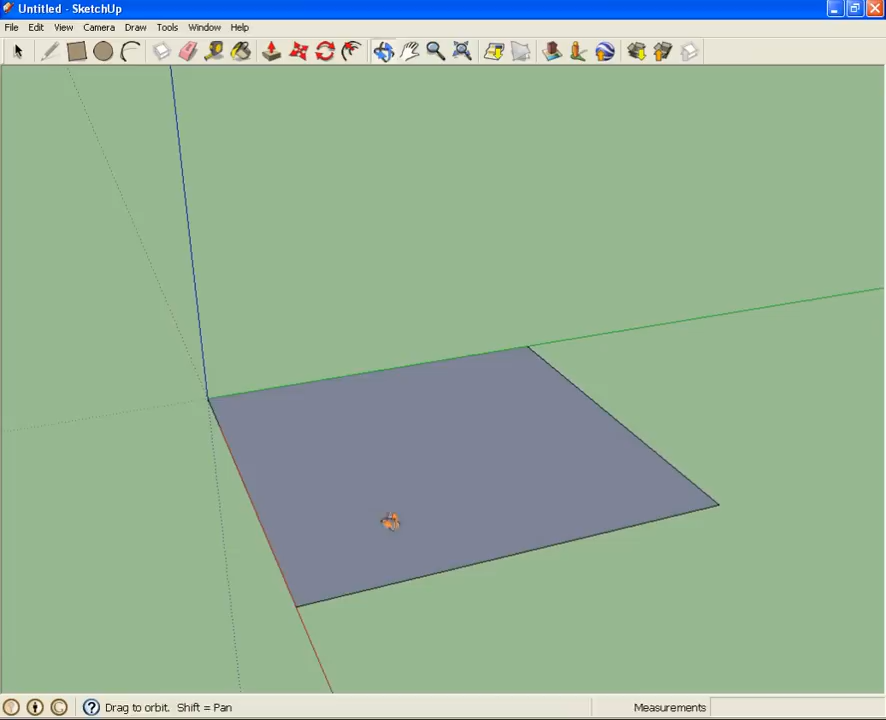 Untitled - SketchUp
File Edit View Camera Draw Tools Window Help
Drag to orbit. Shift = Pan Measurements